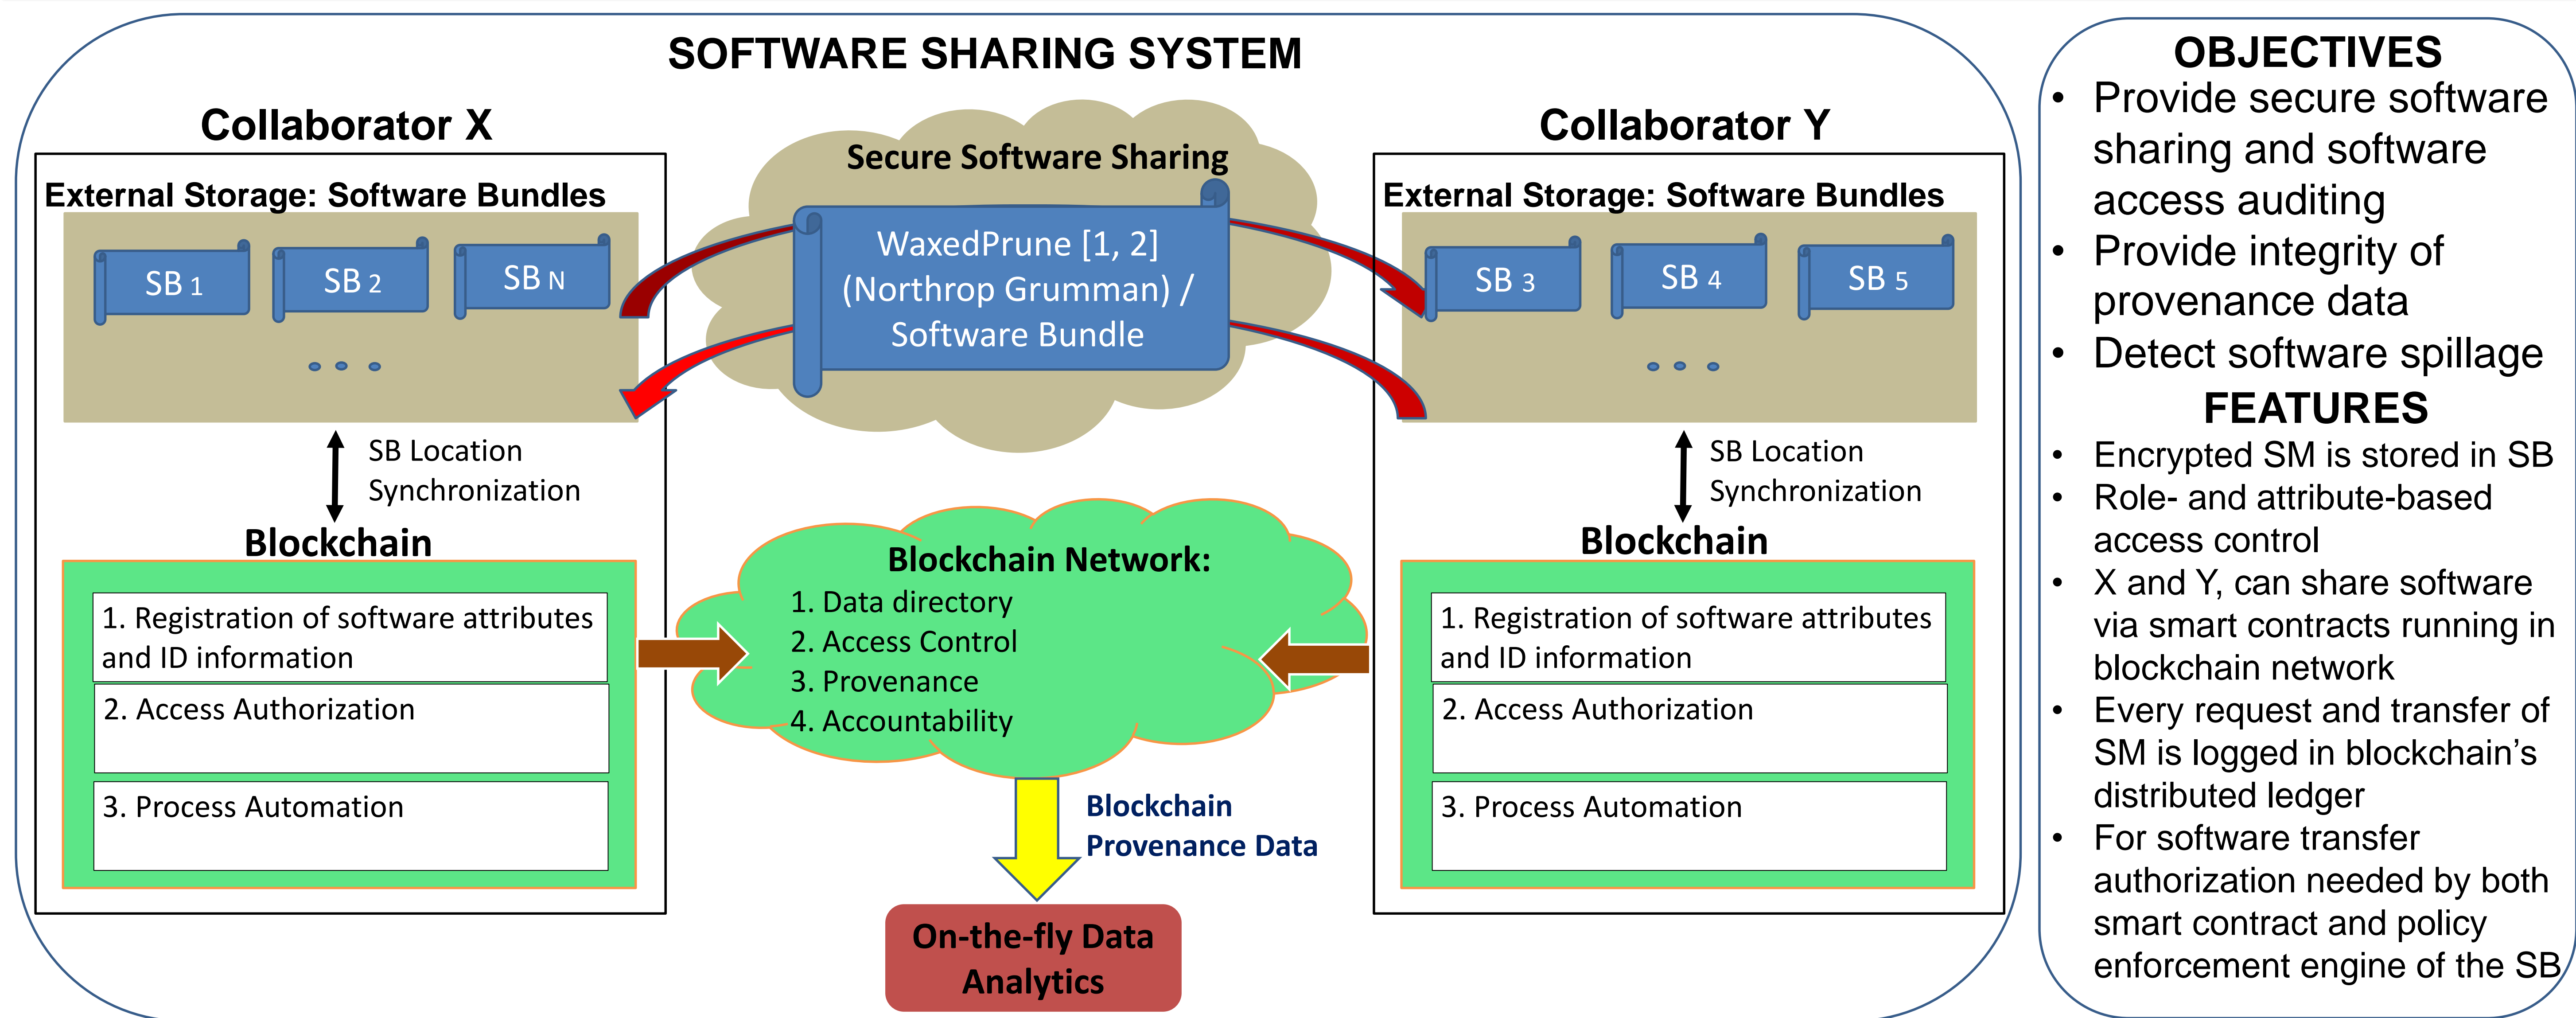 SOFTWARE SHARING SYSTEM
Collaborator X
External Storage: Software Bundles
SB 1
SB 2
SB N
SB Location
Synchronization
Blockchain
1. Registration of software attributes
and ID information
2. Access Authorization
3. Process Automation
Secure Software Sharing
WaxedPrune [1, 2]
(Northrop Grumman) /
Software Bundle
Blockchain Network:
1. Data directory
2. Access Control
3. Provenance
4. Accountability
Blockchain
Provenance Data
On-the-fly Data
Analytics
Collaborator Y
External Storage: Software Bundles
SB 3
SB 4
SB 5
SB Location
Synchronization
Blockchain
1. Registration of software attributes
and ID information
2. Access Authorization
3. Process Automation
OBJECTIVES
• Provide secure software
sharing and software
access auditing
• Provide integrity of
provenance data
• Detect software spillage
FEATURES
• Encrypted SM is stored in SB
• Role- and attribute-based
access control
• X and Y, can share software
via smart contracts running in
blockchain network
• Every request and transfer of
SM is logged in blockchain’s
distributed ledger
• For software transfer
authorization needed by both
smart contract and policy
enforcement engine of the SB